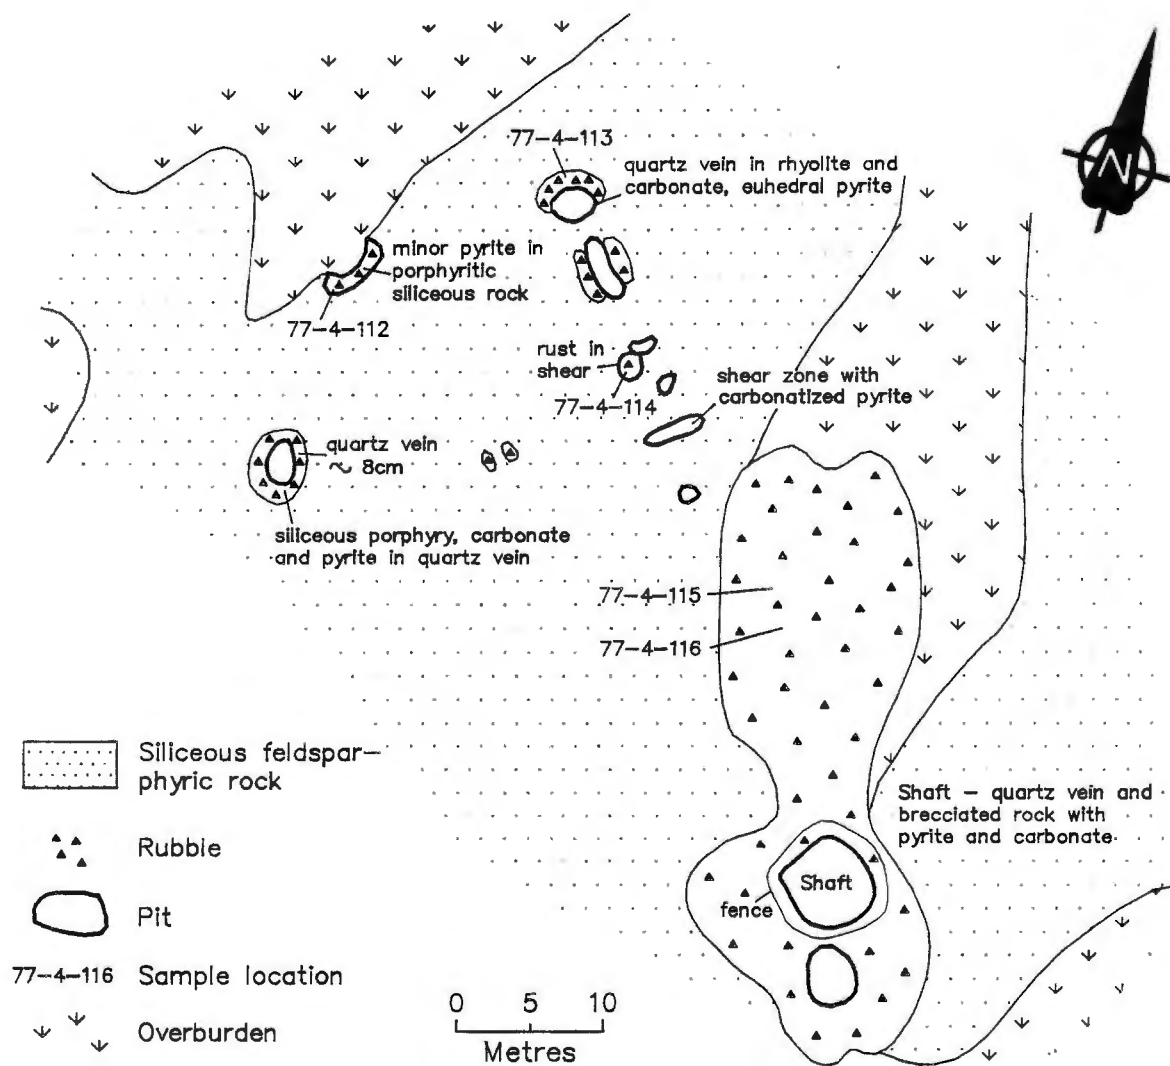 77-4-113
quartz vein in rhyolite and
carbonate, euhedral pyrite
N
minor pyrite in
porphyritic
siliceous rock
77-4-112
rust in
shear
77-4-114
shear zone with
carbonatized pyrite
quartz vein
~ 8cm
siliceous porphyry, carbonate
and pyrite in quartz vein
77-4-115
77-4-116
Siliceous feldspar-
phyric rock
Rubble
Pit
77-4-116 Sample location
Overburden
Shaft - quartz vein and
brecciated rock with
pyrite and carbonate
Shaft
fence
0 5 10
Metres